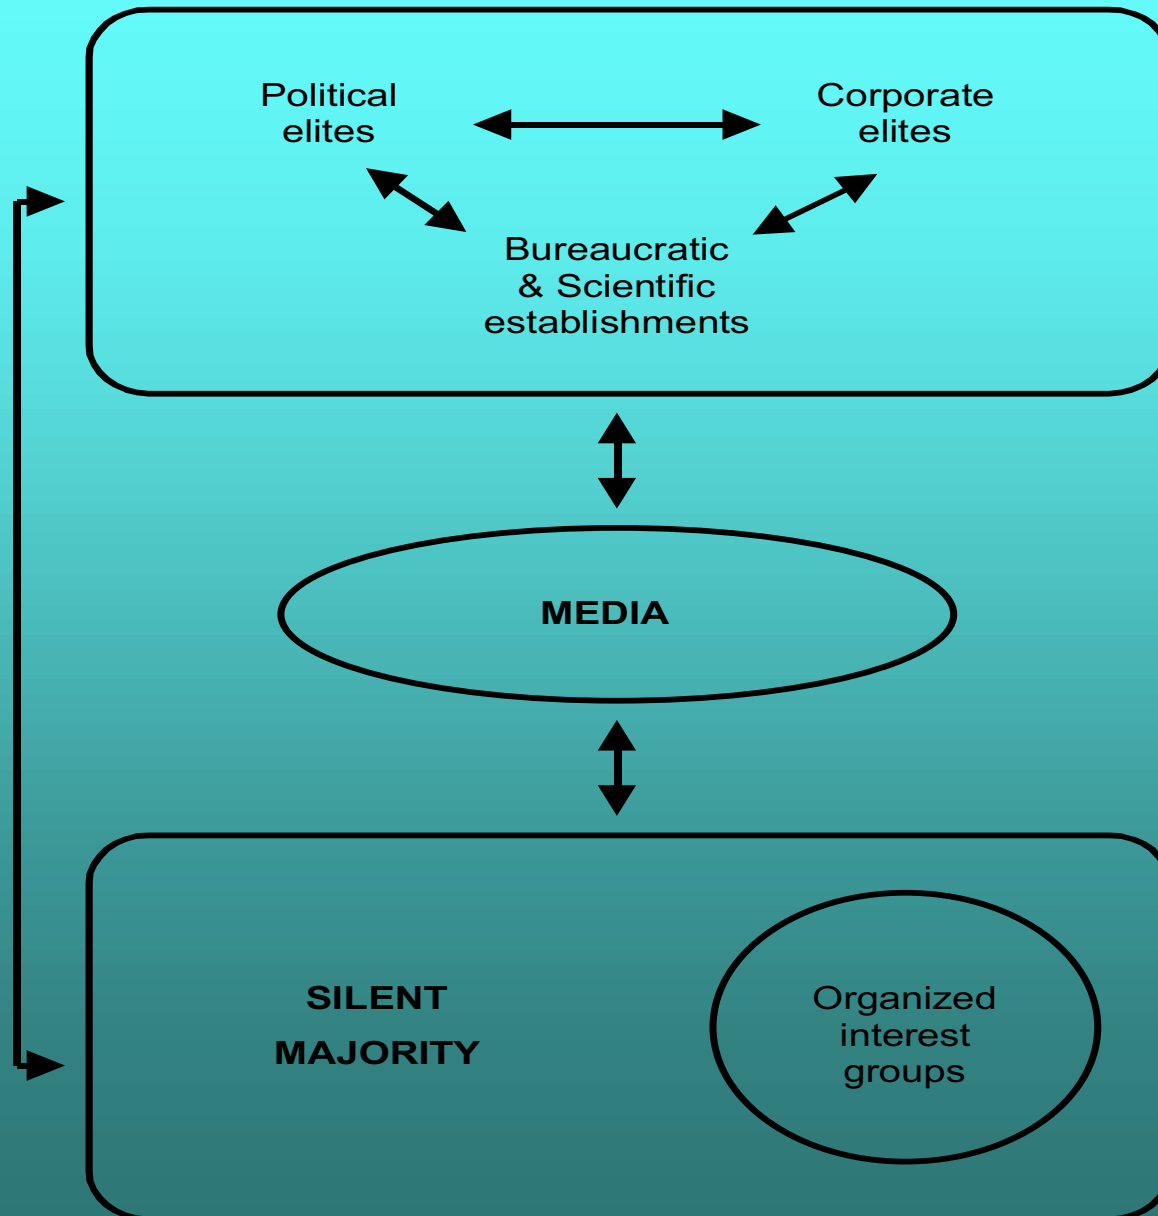 Political
elites
Corporate
elites
Bureaucratic
& Scientific
establishments
MEDIA
SILENT
MAJORITY
Organized
interest
groups